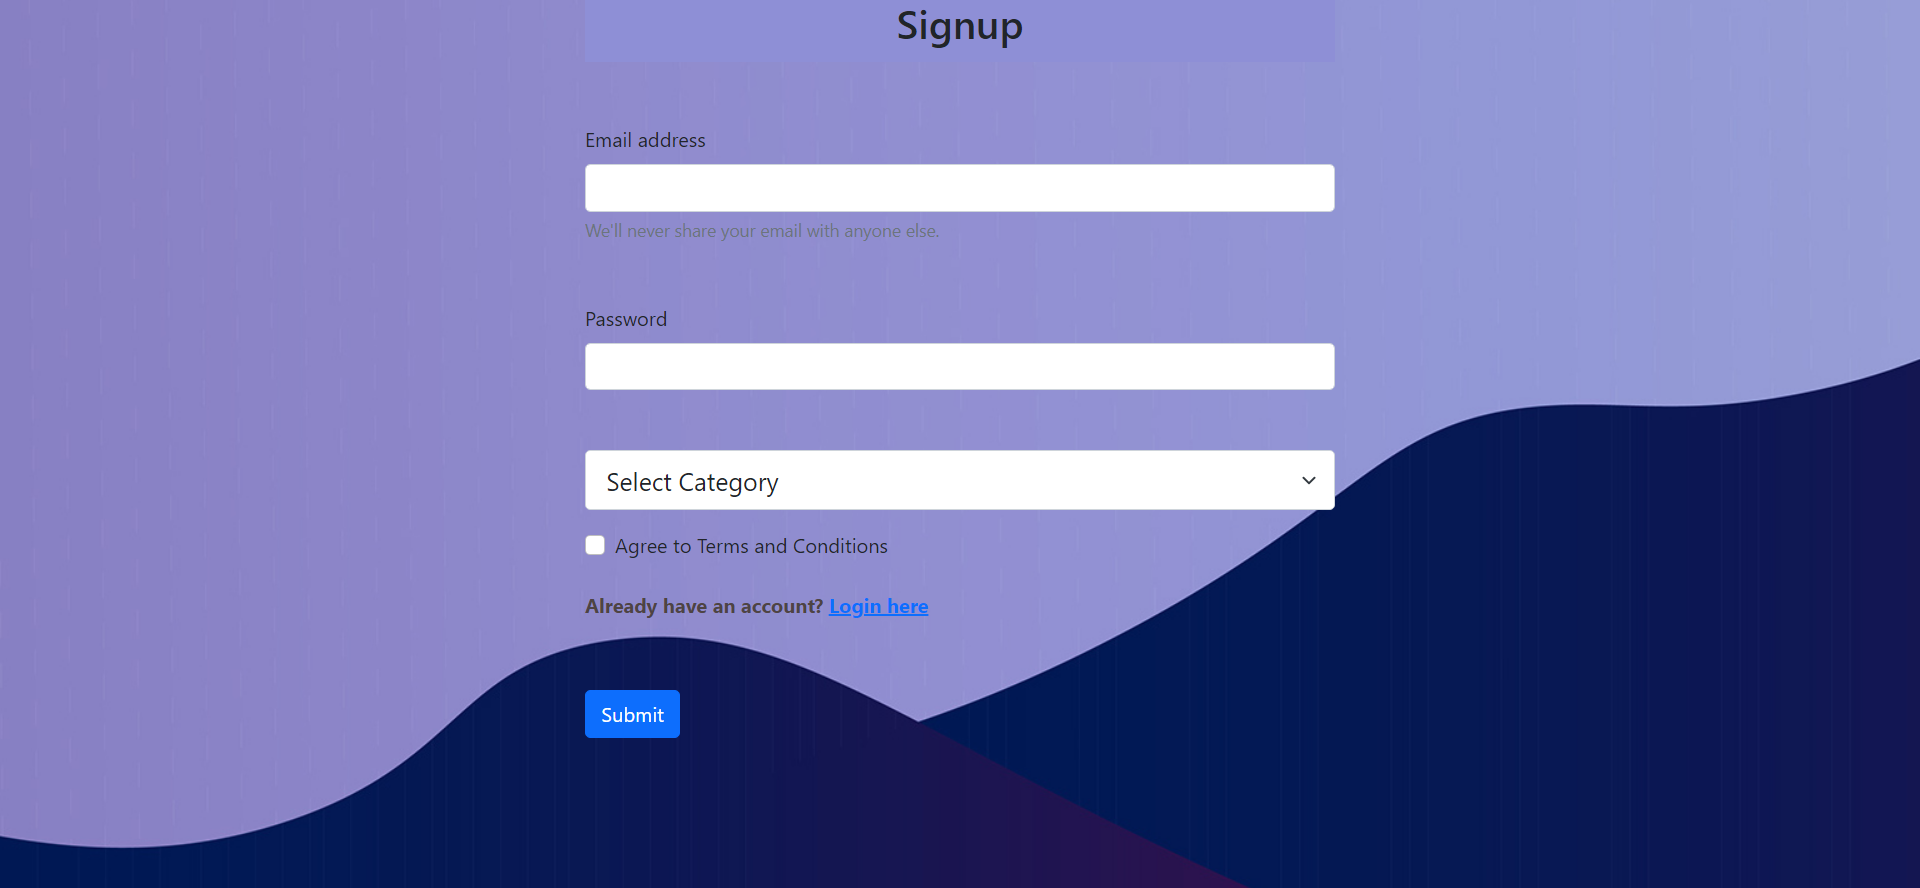 Signup
Email address
We'll never share your email with anyone else.
Password
Select Category
Agree to Terms and Conditions
Already have an account? Login here
Submit